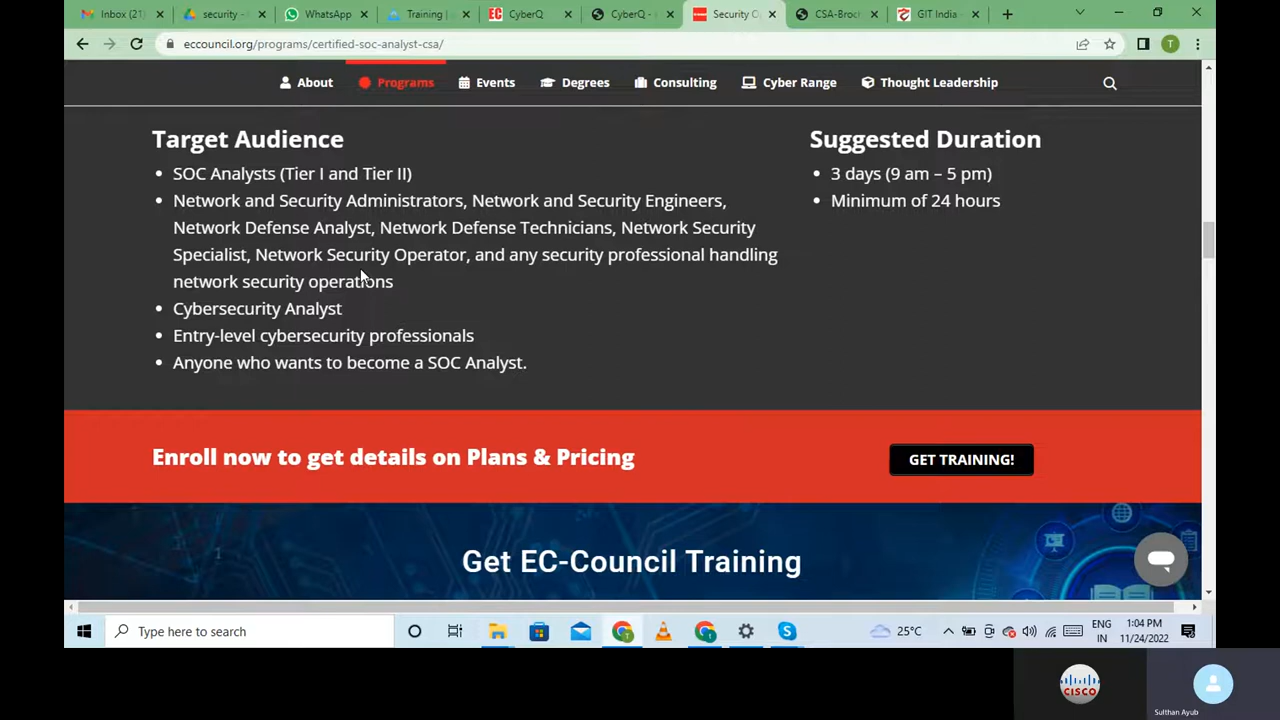 Inbox (21)
security -
WhatsApp
Training |
EC CyberQ
CyberQ -
Security O
CSA-Broc
GIT India
eccouncil.org/programs/certified-soc-analyst-csa/
T
About
Programs
Events
Degrees
Consulting
Cyber Range
Thought Leadership
Target Audience
SOC Analysts (Tier I and Tier II)
Network and Security Administrators, Network and Security Engineers,
Network Defense Analyst, Network Defense Technicians, Network Security
Specialist, Network Security Operator, and any security professional handling
network security operations
Cybersecurity Analyst
Entry-level cybersecurity professionals
Anyone who wants to become a SOC Analyst.
Suggested Duration
3 days (9 am – 5 pm)
Minimum of 24 hours
Enroll now to get details on Plans & Pricing
GET TRAINING!
Get EC-Council Training
Type here to search
25°C
ENG
IN
1:04 PM
11/24/2022
CISCO
Sulthan Ayub